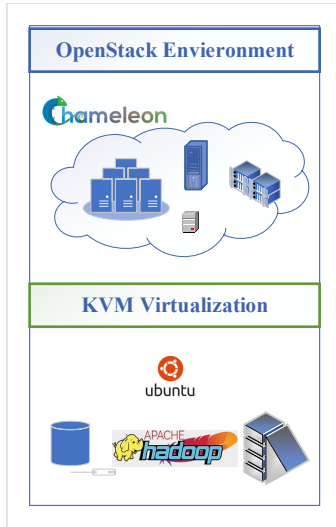 OpenStack Envieronment
Chameleon
KVM Virtualization
ubuntu
APACHE
hadoop